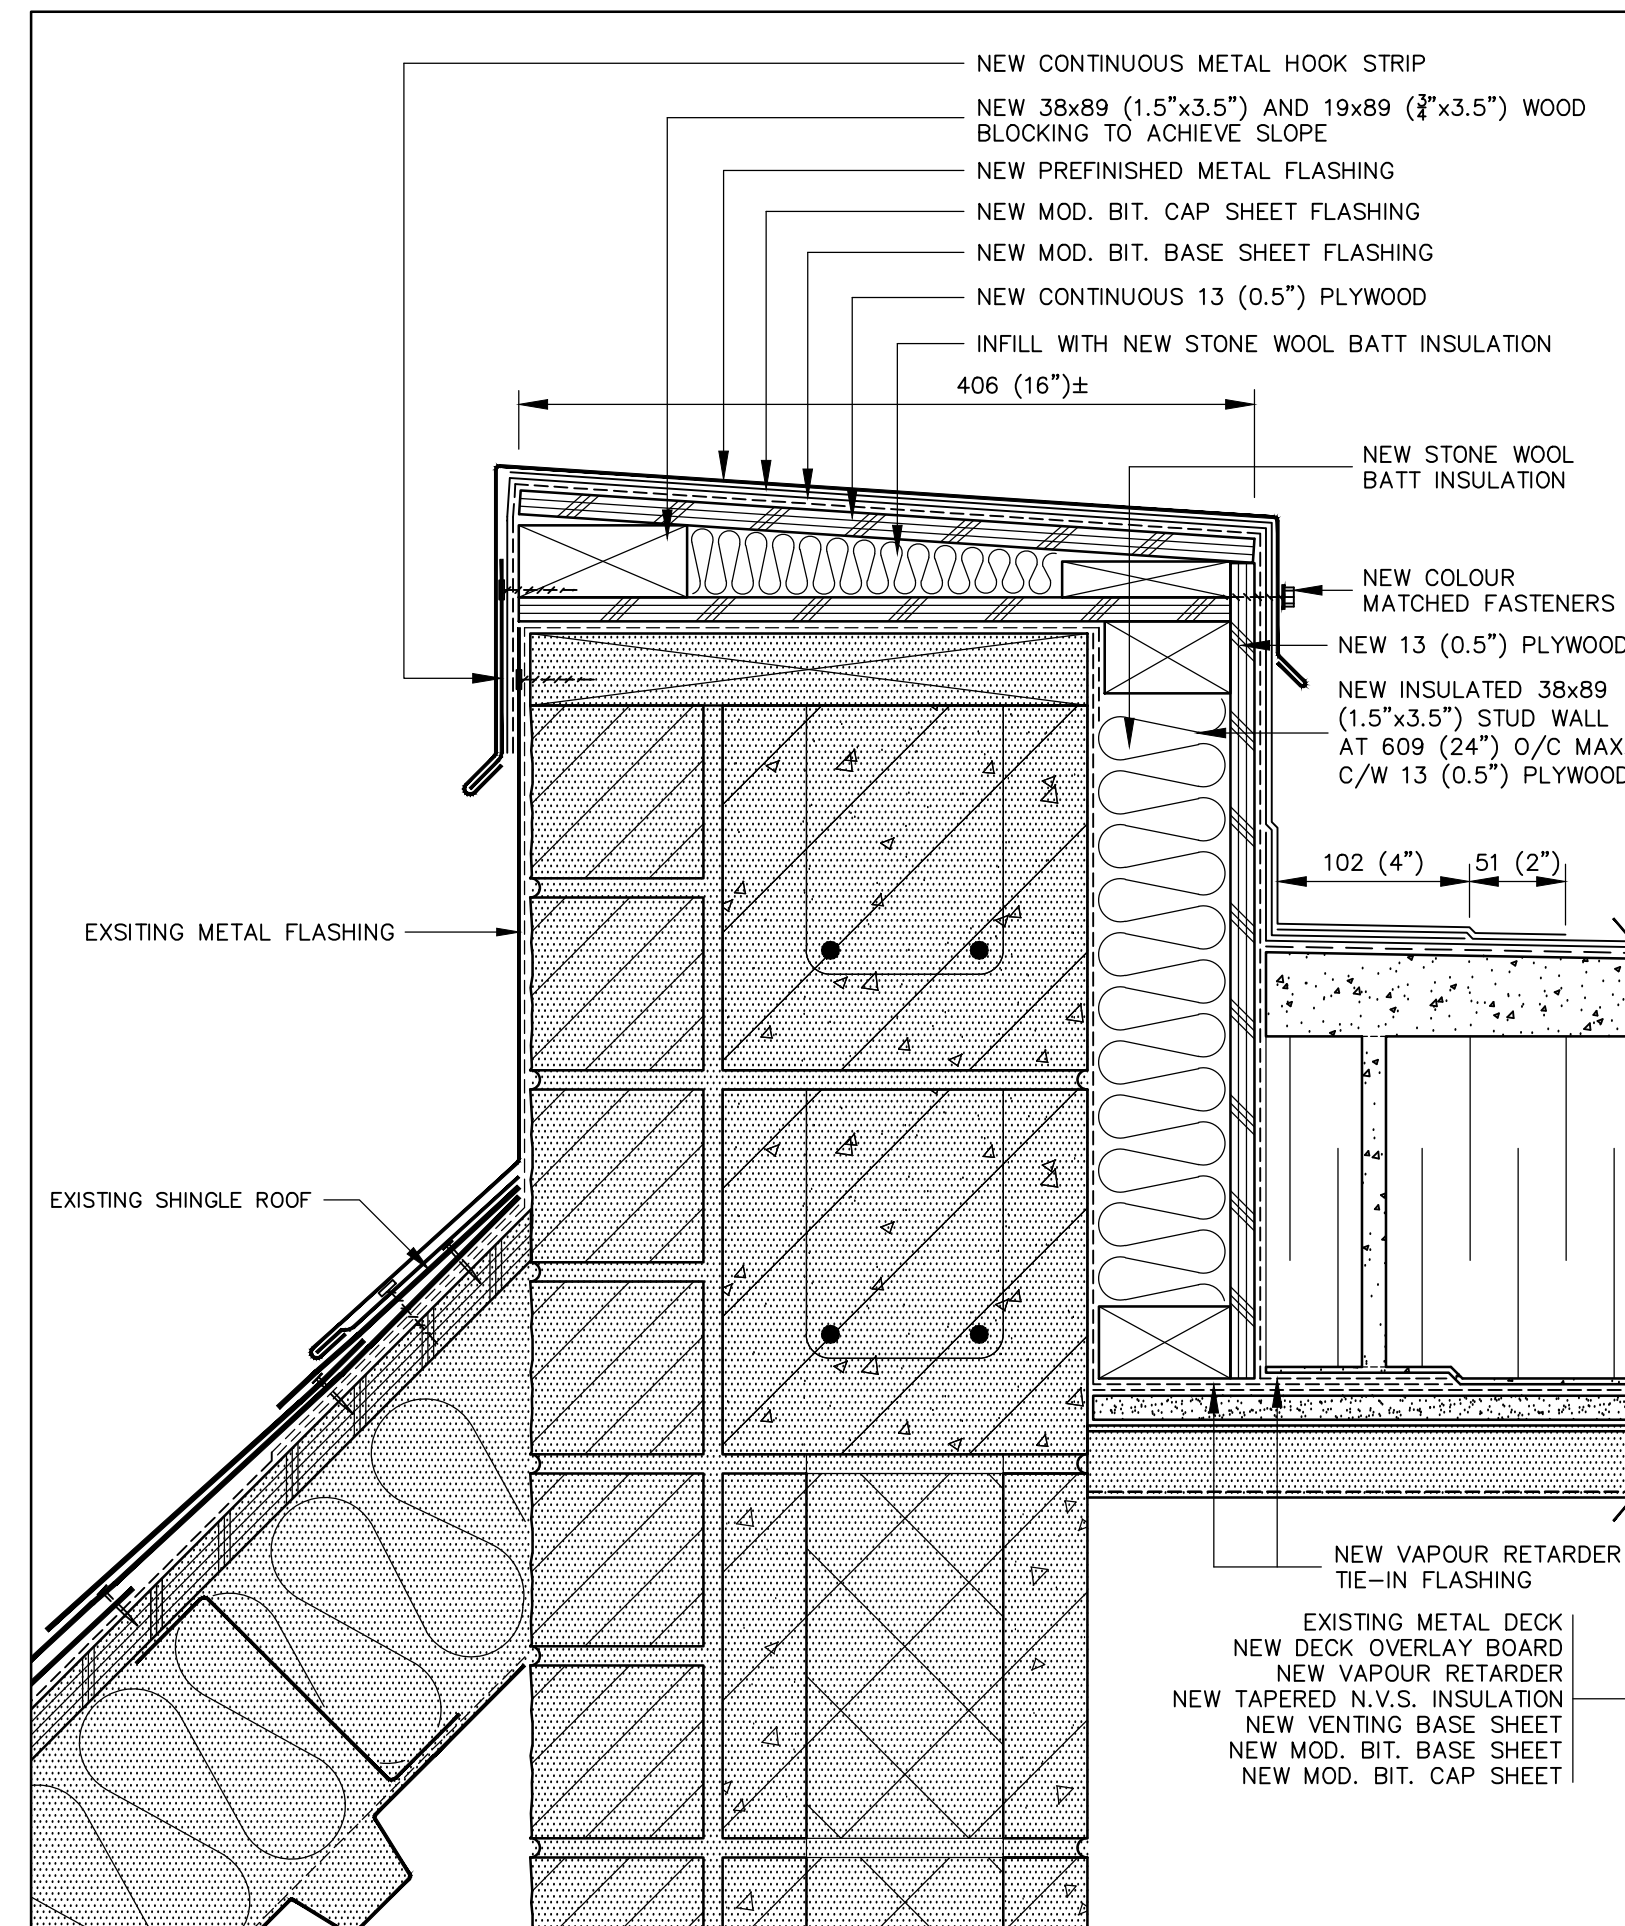 NEW CONTINUOUS METAL HOOK STRIP
NEW 38x89 (1.5"x3.5") AND 19x89 (¾"x3.5") WOOD
BLOCKING TO ACHIEVE SLOPE
NEW PREFINISHED METAL FLASHING
NEW MOD. BIT. CAP SHEET FLASHING
NEW MOD. BIT. BASE SHEET FLASHING
NEW CONTINUOUS 13 (0.5") PLYWOOD
INFILL WITH NEW STONE WOOL BATT INSULATION
406 (16")±
NEW STONE WOOL
BATT INSULATION
NEW COLOUR
MATCHED FASTENERS
NEW 13 (0.5") PLYWOOD
NEW INSULATED 38x89
(1.5"x3.5") STUD WALL
AT 609 (24") O/C MAX.
C/W 13 (0.5") PLYWOOD
102 (4")
51 (2")
EXSITING METAL FLASHING
EXISTING SHINGLE ROOF
NEW VAPOUR RETARDER
TIE-IN FLASHING
EXISTING METAL DECK
NEW DECK OVERLAY BOARD
NEW VAPOUR RETARDER
NEW TAPERED N.V.S. INSULATION
NEW VENTING BASE SHEET
NEW MOD. BIT. BASE SHEET
NEW MOD. BIT. CAP SHEET